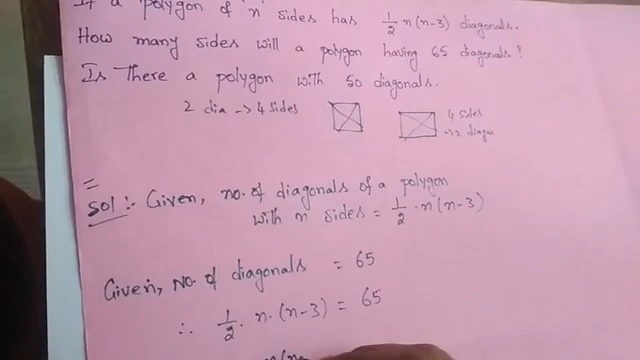 If a polygon of n sides has 1/2 n(n-3) diagonals.
How many sides will a polygon having 65 diagonals?
Is There a polygon with 50 diagonals.
2 dia -> 4 sides
4 sides
-> 2 diagon
Sol :- Given, no. of diagonals of a polygon
with n sides = 1/2 . n(n-3)
Given, No. of diagonals = 65
∴ 1/2 . n. (n-3) = 65